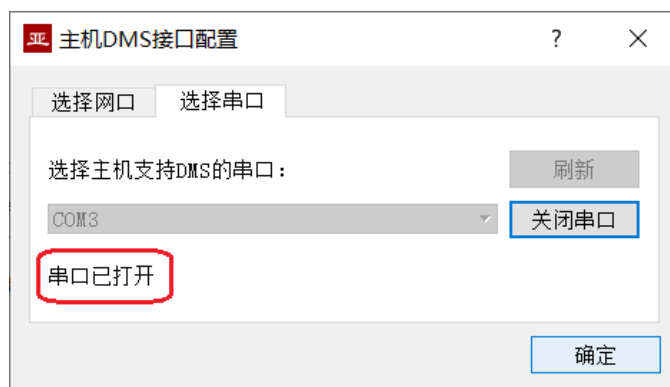 亚 主机DMS接口配置 ?
选择网口 选择串口
选择主机支持DMS的串口: 刷新
COM3 关闭串口
串口已打开
确定